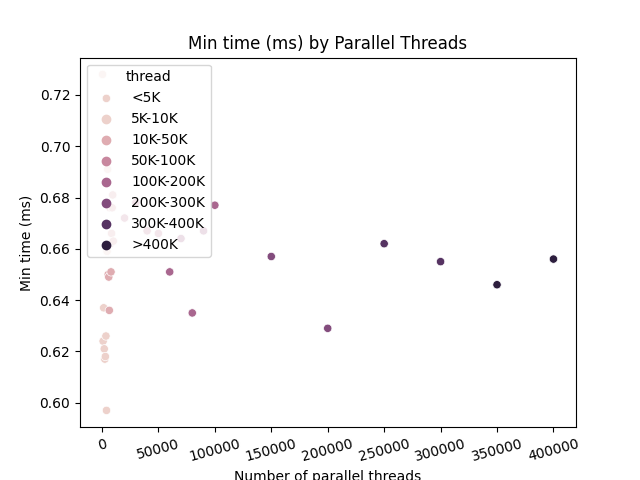 Min time (ms) by Parallel Threads
thread
<5K
5K-10K
10K-50K
50K-100K
100K-200K
200K-300K
300K-400K
>400K
Min time (ms)
0.72
0.70
0.68
0.66
0.64
0.62
0.60
0
50000
100000
150000
200000
250000
300000
350000
400000
Number of parallel threads